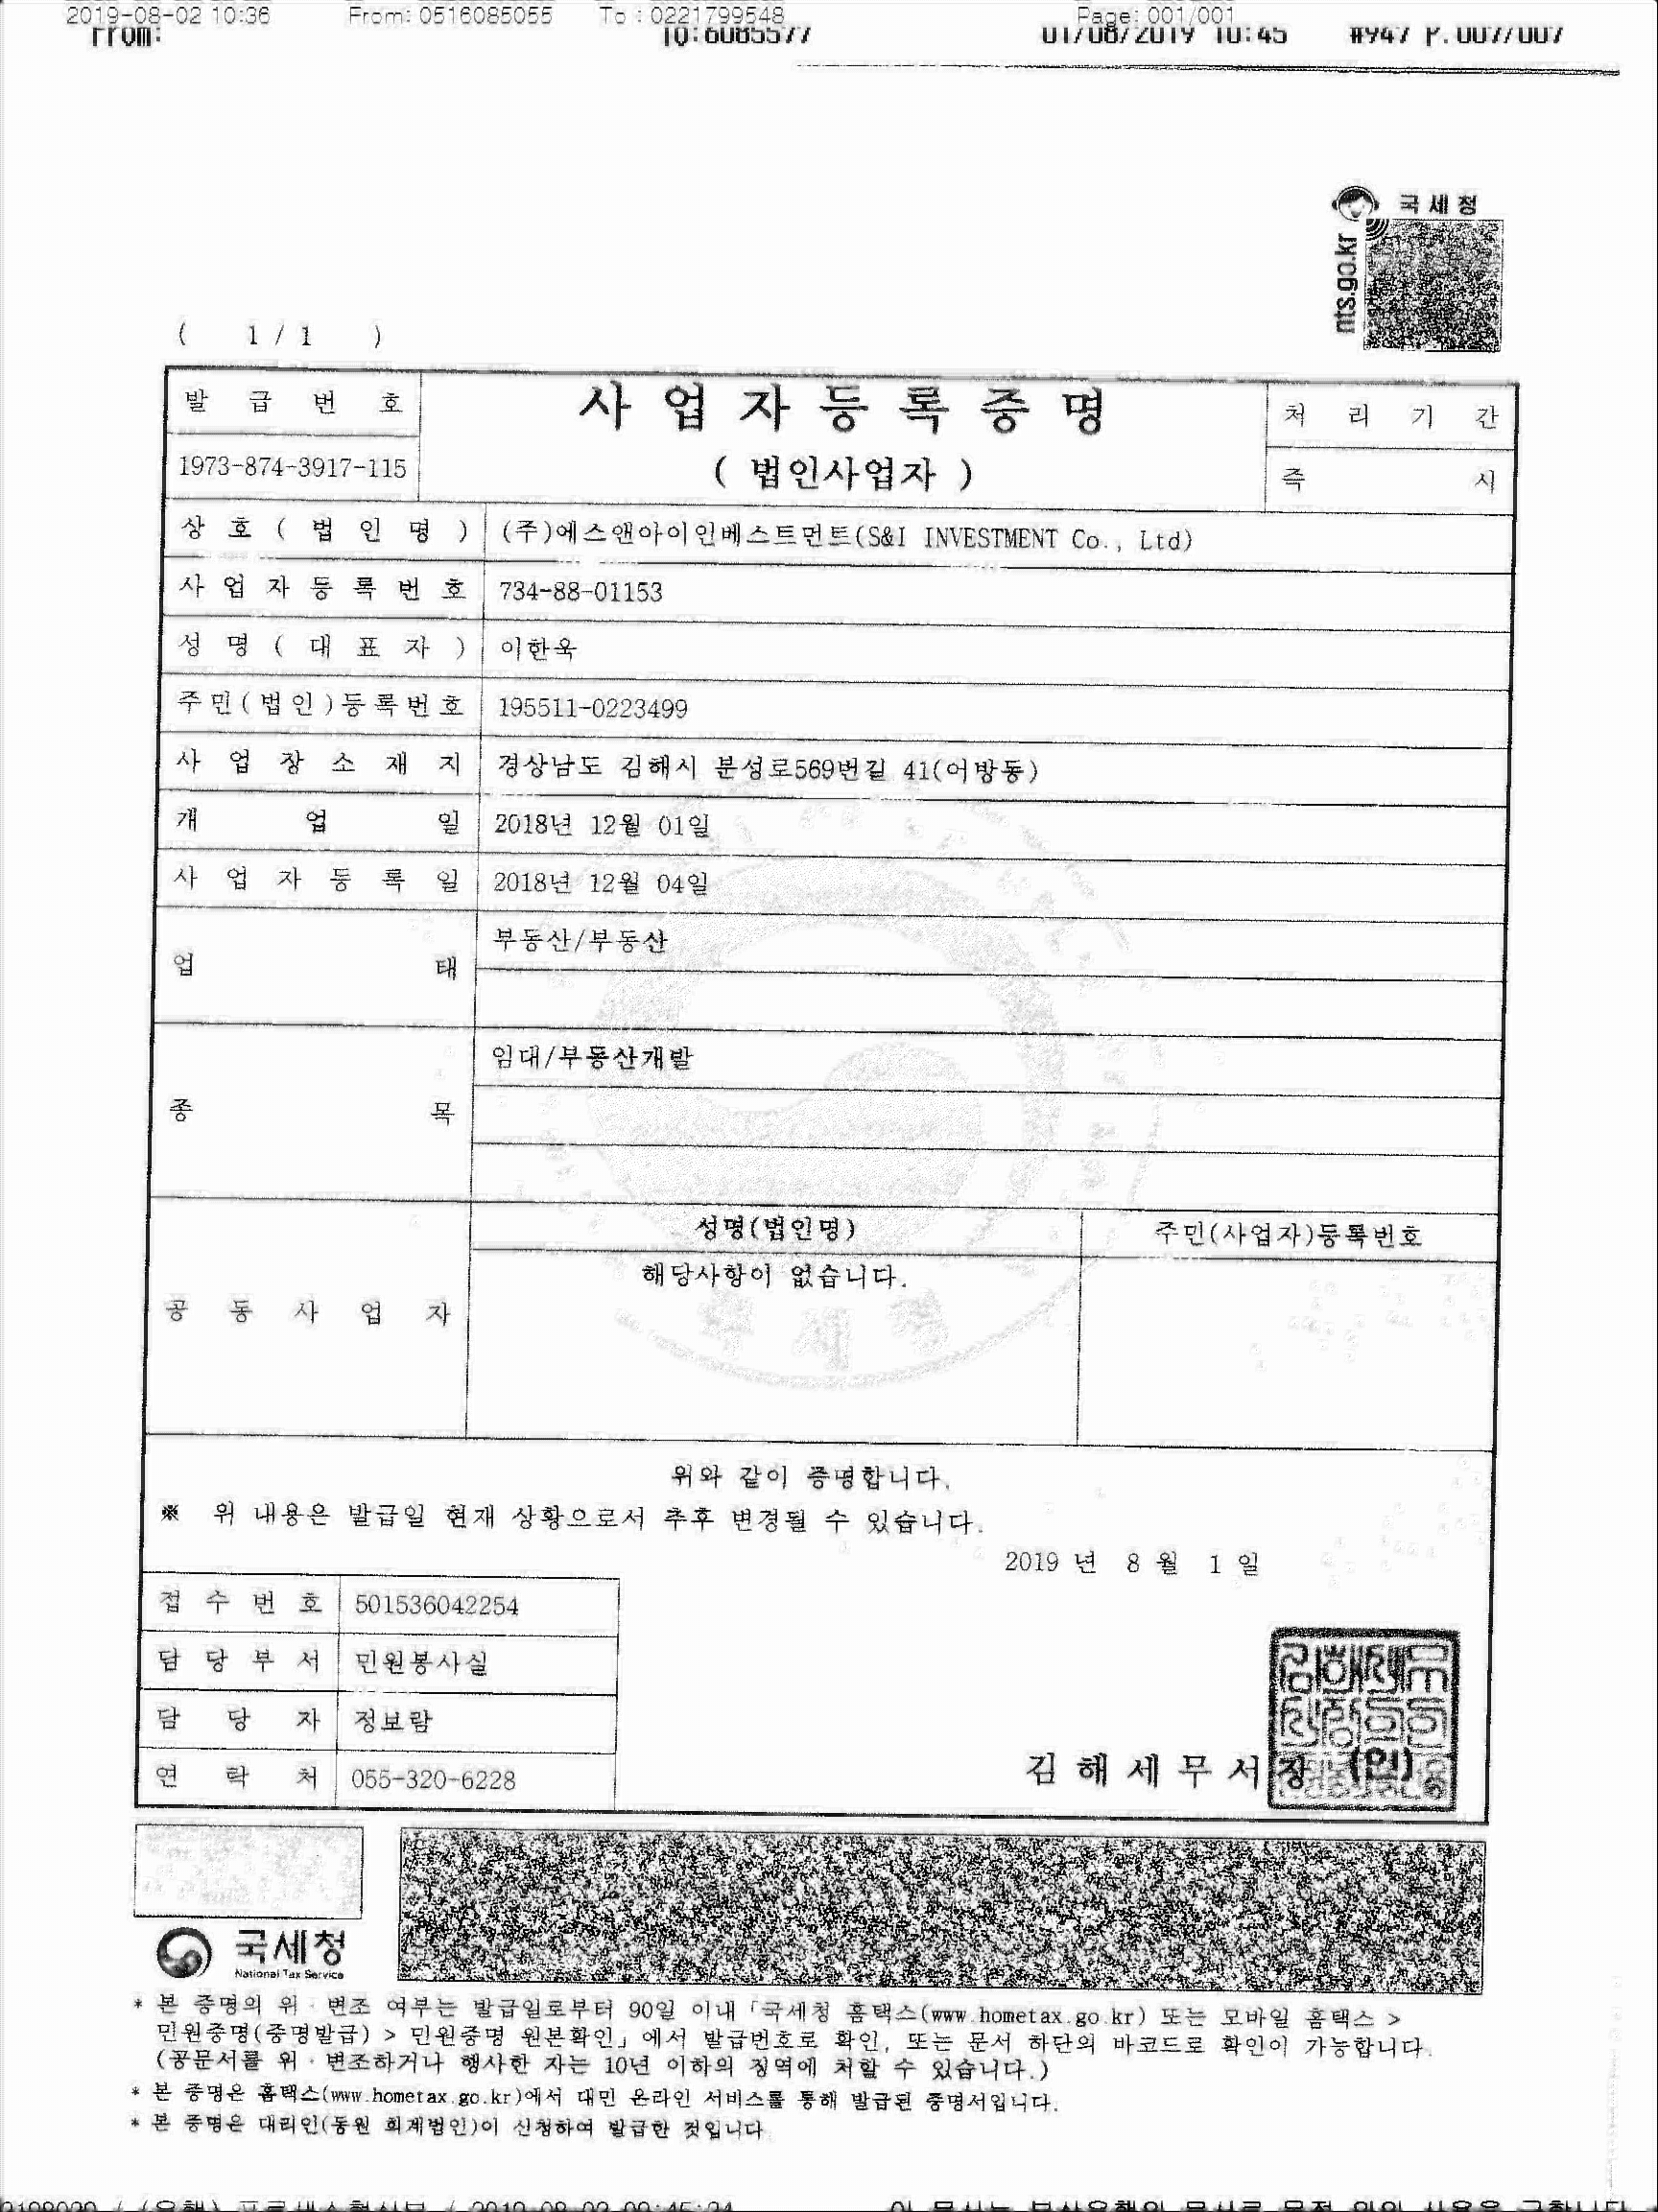 2019-08-02 10:36 From: 0516085055 To : 0221799548 Page: 001/001
From: To:6085577 01/08/2019 10:45 #947 P.007/007
국세청
nts.go.kr
( 1 / 1 )
발 급 번 호
1973-874-3917-115
사 업 자 등 록 증 명
( 법인사업자 )
처 리 기 간
즉 시
상 호 ( 법 인 명 ) (주)에스앤아이인베스트먼트(S&I INVESTMENT Co., Ltd)
사 업 자 등 록 번 호 734-88-01153
성 명 ( 대 표 자 ) 이한욱
주민(법인)등록번호 195511-0223499
사 업 장 소 재 지 경상남도 김해시 분성로569번길 41(어방동)
개 업 일 2018년 12월 01일
사 업 자 등 록 일 2018년 12월 04일
업 태 부동산/부동산
종 목 임대/부동산개발
성명(법인명) 주민(사업자)등록번호
공 동 사 업 자 해당사항이 없습니다.
위와 같이 증명합니다.
※ 위 내용은 발급일 현재 상황으로서 추후 변경될 수 있습니다.
2019 년 8 월 1 일
접 수 번 호 501536042254
담 당 부 서 민원봉사실
담 당 자 정보람
연 락 처 055-320-6228
김 해 세 무 서 장 (인)
국세청
National Tax Service
* 본 증명의 위·변조 여부는 발급일로부터 90일 이내「국세청 홈택스(www.hometax.go.kr) 또는 모바일 홈택스 >
민원증명(증명발급) > 민원증명 원본확인」에서 발급번호로 확인, 또는 문서 하단의 바코드로 확인이 가능합니다.
(공문서를 위·변조하거나 행사한 자는 10년 이하의 징역에 처할 수 있습니다.)
* 본 증명은 홈택스(www.hometax.go.kr)에서 대민 온라인 서비스를 통해 발급된 증명서입니다.
* 본 증명은 대리인(동원 회계법인)이 신청하여 발급한 것입니다